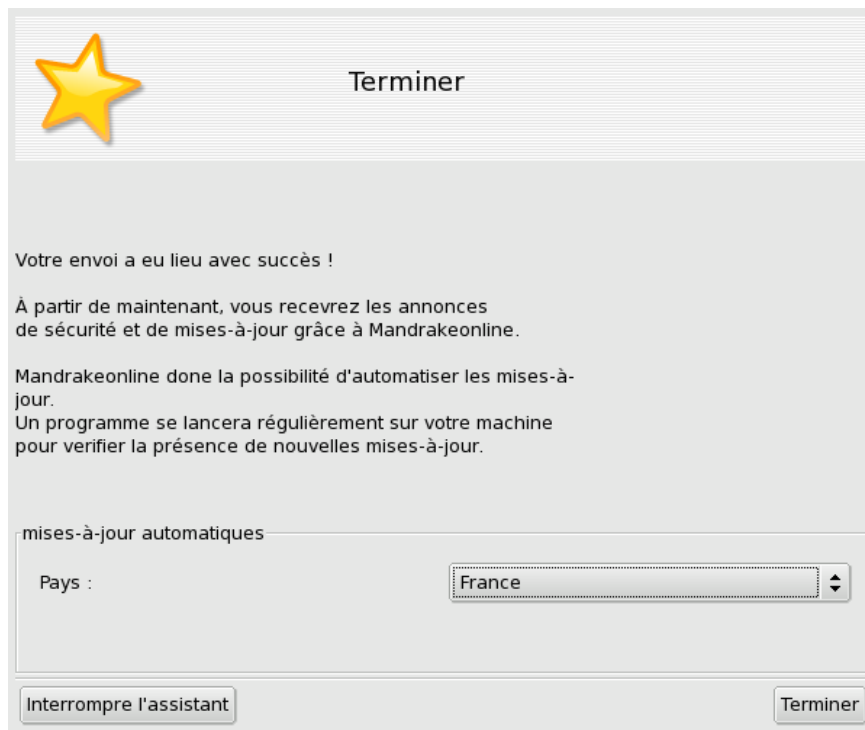 Terminer
Votre envoi a eu lieu avec succès !
À partir de maintenant, vous recevrez les annonces
de sécurité et de mises-à-jour grâce à Mandrakeonline.
Mandrakeonline done la possibilité d'automatiser les mises-à-
jour.
Un programme se lancera régulièrement sur votre machine
pour verifier la présence de nouvelles mises-à-jour.
mises-à-jour automatiques
Pays :
France
Interrompre l'assistant
Terminer